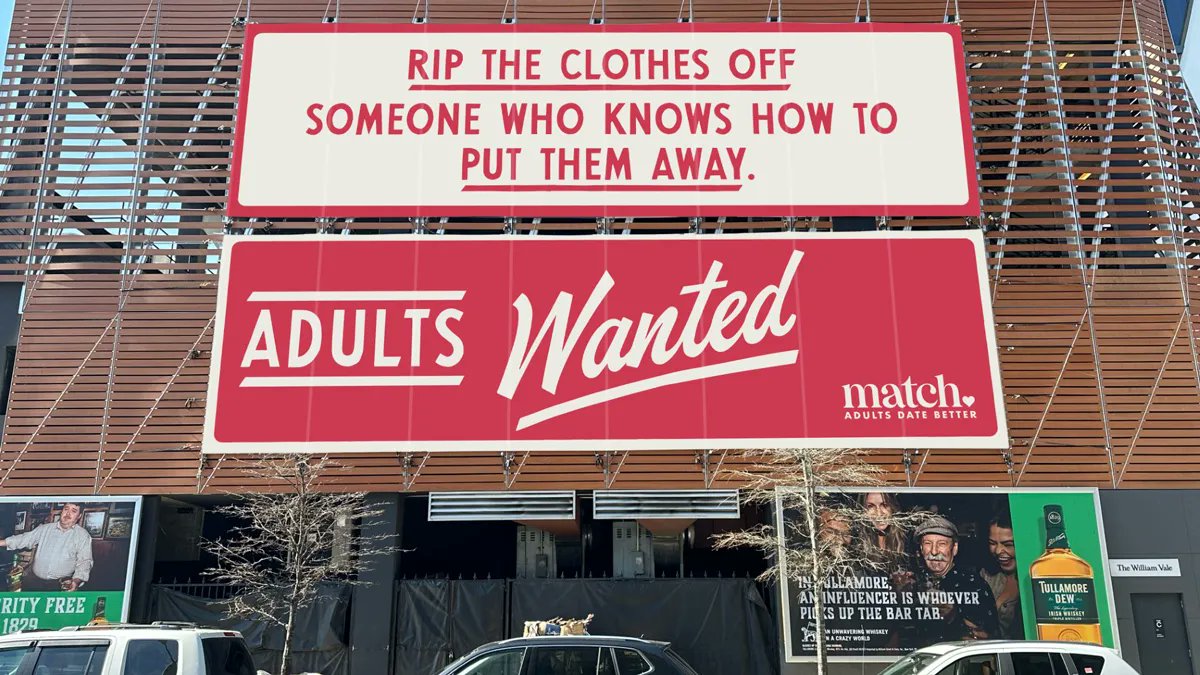 RIP THE CLOTHES OFF
SOMEONE WHO KNOWS HOW TO
PUT THEM AWAY.
ADULTS Wanted
match
ADULTS DATE BETTER
RITY FREE
1829
IN TULLAMORE,
AN INFLUENCER IS WHOEVER
PICKS UP THE BAR TAB.
AN UNWAVERING WHISKEY
IN A CRAZY WORLD
TULLAMORE
DEW
IRISH WHISKEY
TRIPLE DISTILLED
The William Vale